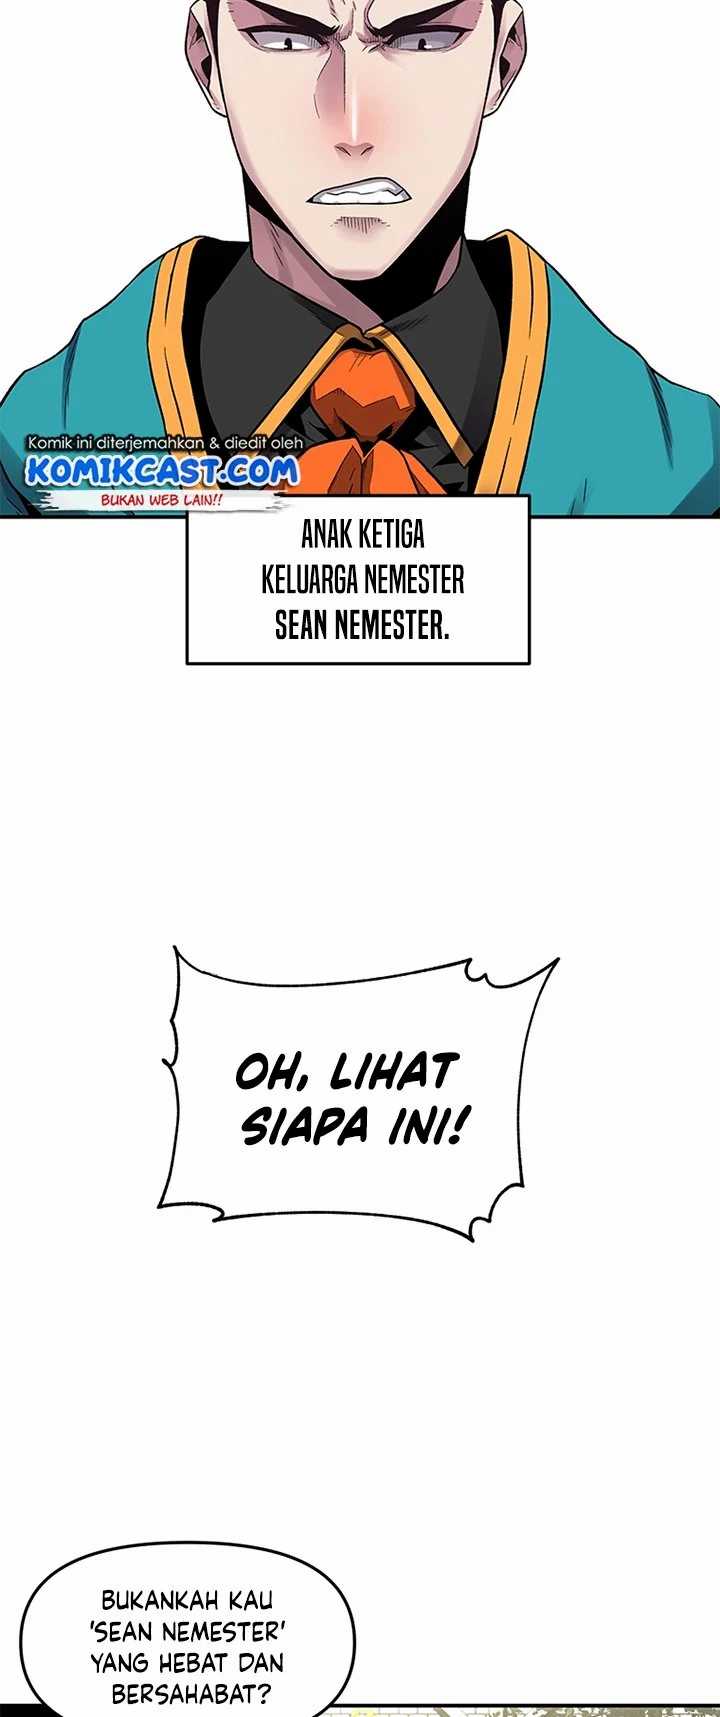 Komik ini diterjemahkan & diedit oleh
KOMIKCAST.COM
BUKAN WEB LAIN!!
ANAK KETIGA
KELUARGA NEMESTER
SEAN NEMESTER.
OH, LIHAT
SIAPA INI!
BUKANKAH KAU
'SEAN NEMESTER'
YANG HEBAT DAN
BERSAHABAT?